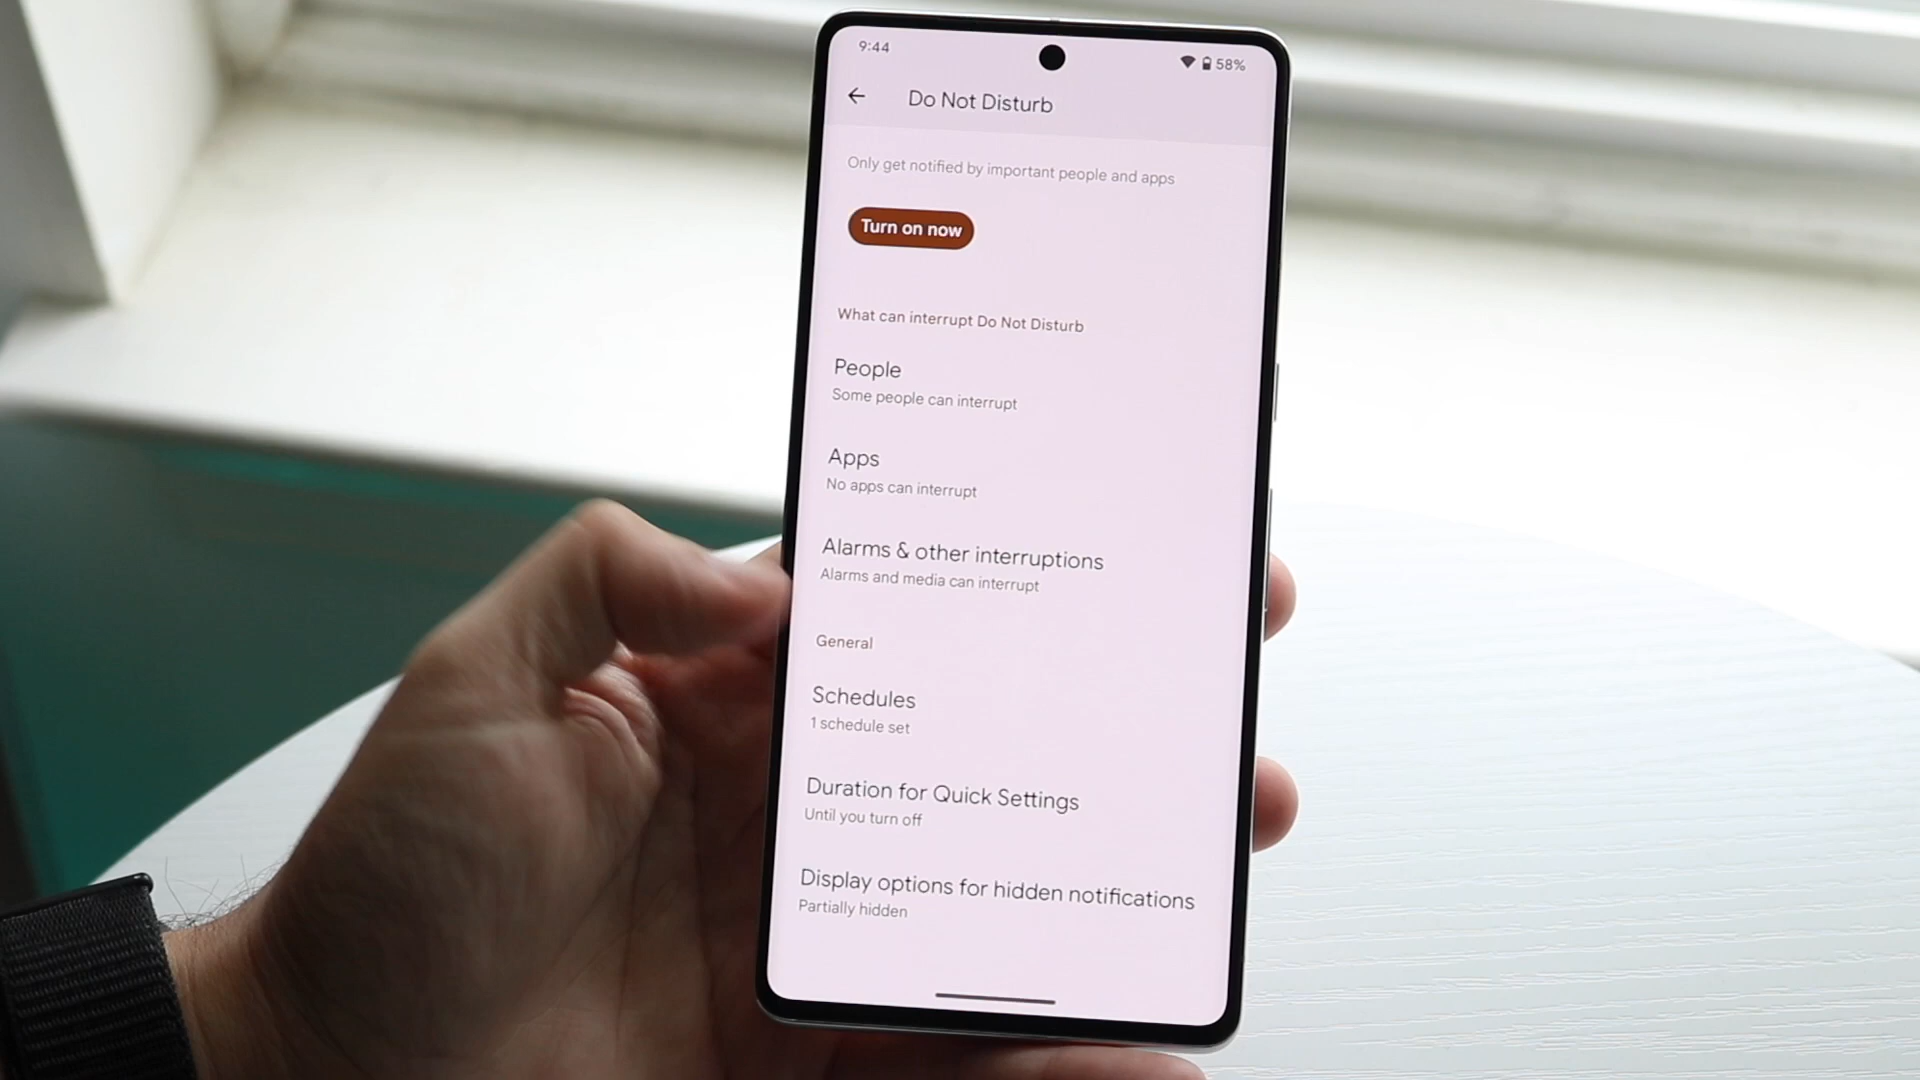 9:44
58%
Do Not Disturb
Only get notified by important people and apps
Turn on now
What can interrupt Do Not Disturb
People
Some people can interrupt
Apps
No apps can interrupt
Alarms & other interruptions
Alarms and media can interrupt
General
Schedules
1 schedule set
Duration for Quick Settings
Until you turn off
Display options for hidden notifications
Partially hidden